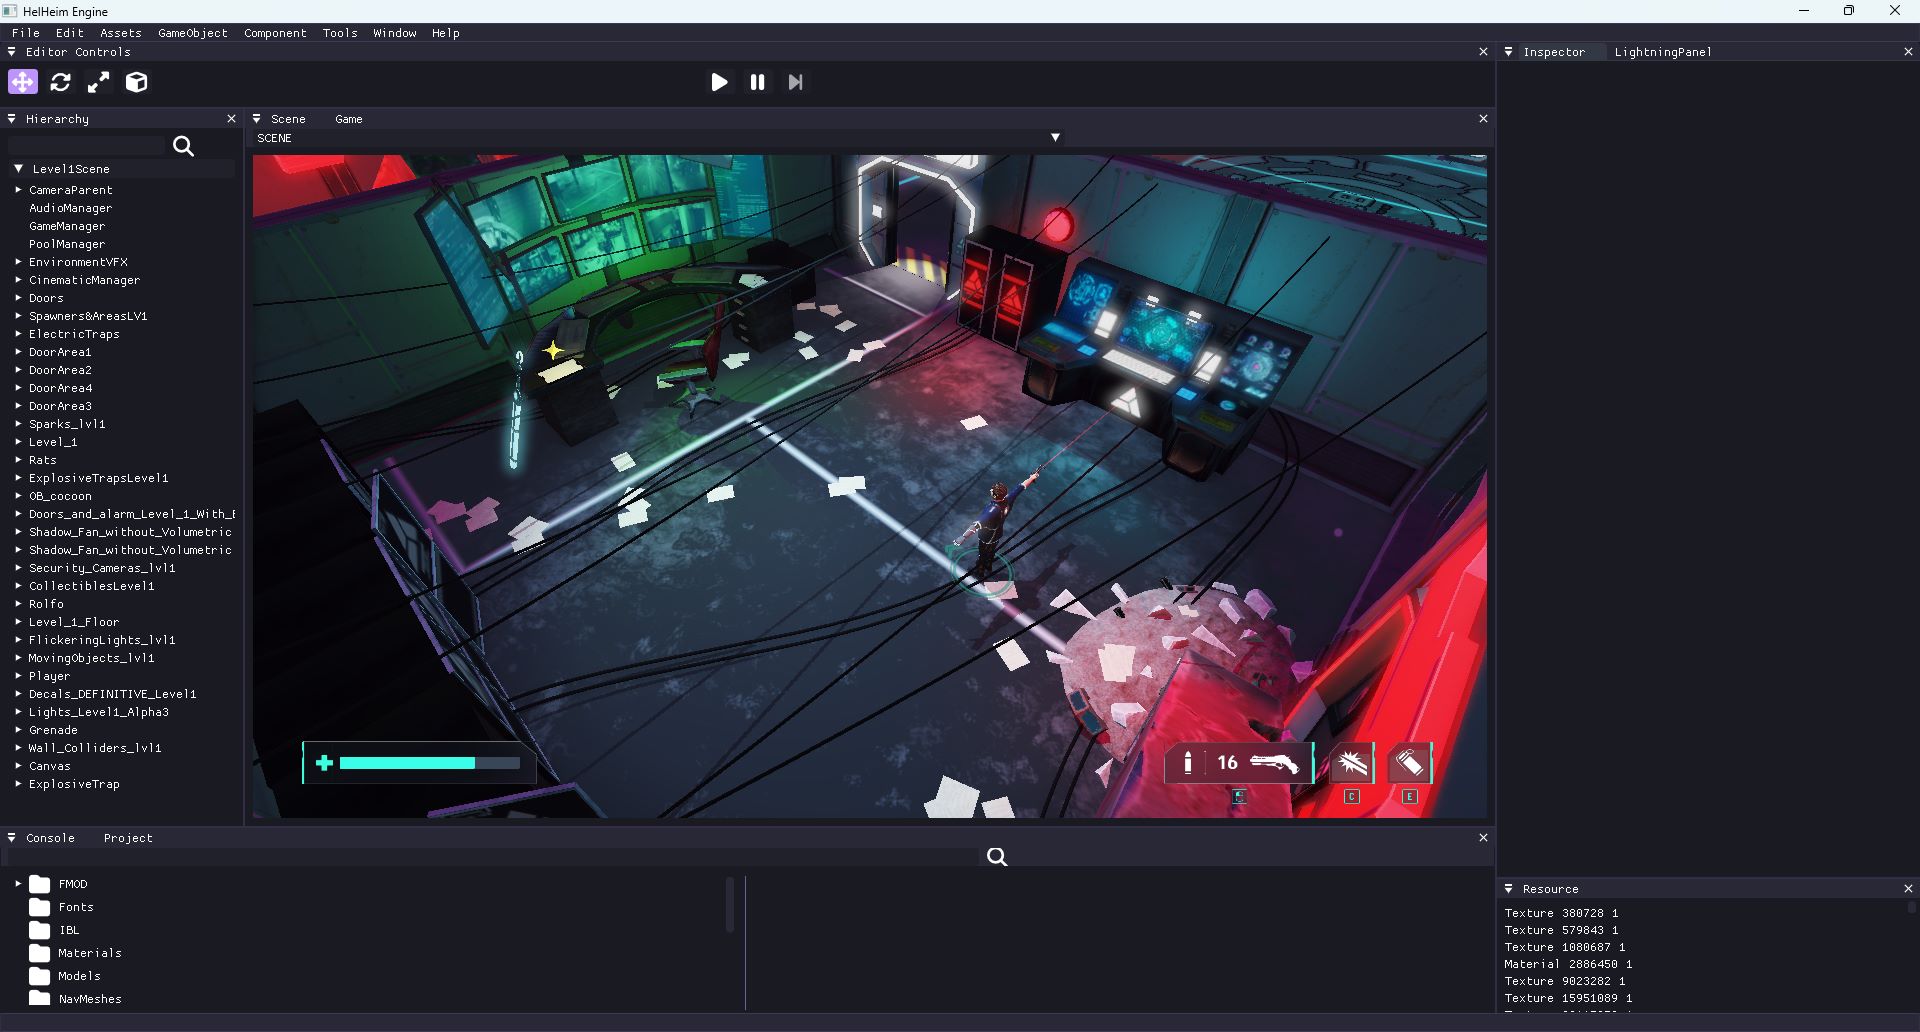 HelHeim Engine
File Edit Assets GameObject Component Tools Window Help
Editor Controls
Inspector LightningPanel
Hierarchy
Scene Game
SCENE
Level1Scene
CameraParent
AudioManager
GameManager
PoolManager
EnvironmentVFX
CinematicManager
Doors
Spawners&AreasLV1
ElectricTraps
DoorArea1
DoorArea2
DoorArea4
DoorArea3
Sparks_lvl1
Level_1
Rats
ExplosiveTrapsLevel1
OB_cocoon
Doors_and_alarm_Level_1_With_E
Shadow_Fan_without_Volumetric
Shadow_Fan_without_Volumetric
Security_Cameras_lvl1
CollectiblesLevel1
Rolfo
Level_1_Floor
FlickeringLights_lvl1
MovingObjects_lvl1
Player
Decals_DEFINITIVE_Level1
Lights_Level1_Alpha3
Grenade
Wall_Colliders_lvl1
Canvas
ExplosiveTrap
16
C
E
Console Project
FMOD
Fonts
IBL
Materials
Models
NavMeshes
Resource
Texture 380728 1
Texture 579843 1
Texture 1080687 1
Material 2886450 1
Texture 9023282 1
Texture 15951089 1